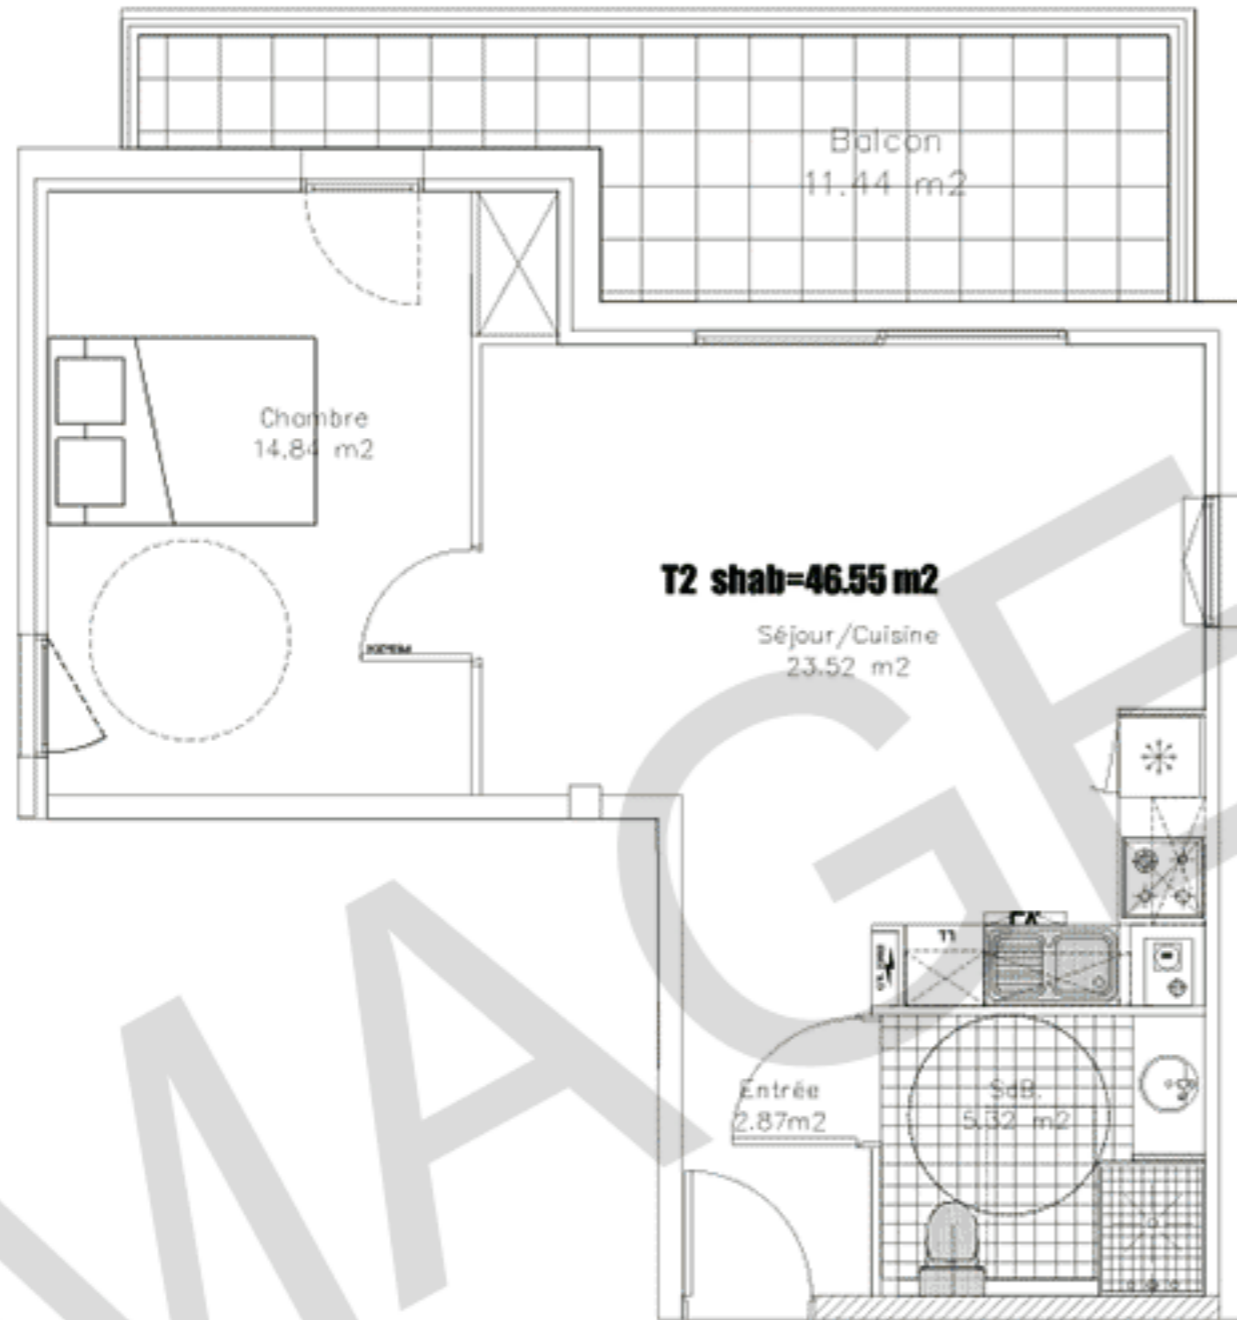 Balcon
11.44 m2
Chambre
14.84 m2
T2 shab=46.55 m2
Séjour/Cuisine
23.52 m2
Entrée
2.87m2
SdB.
5.32 m2
MAGE